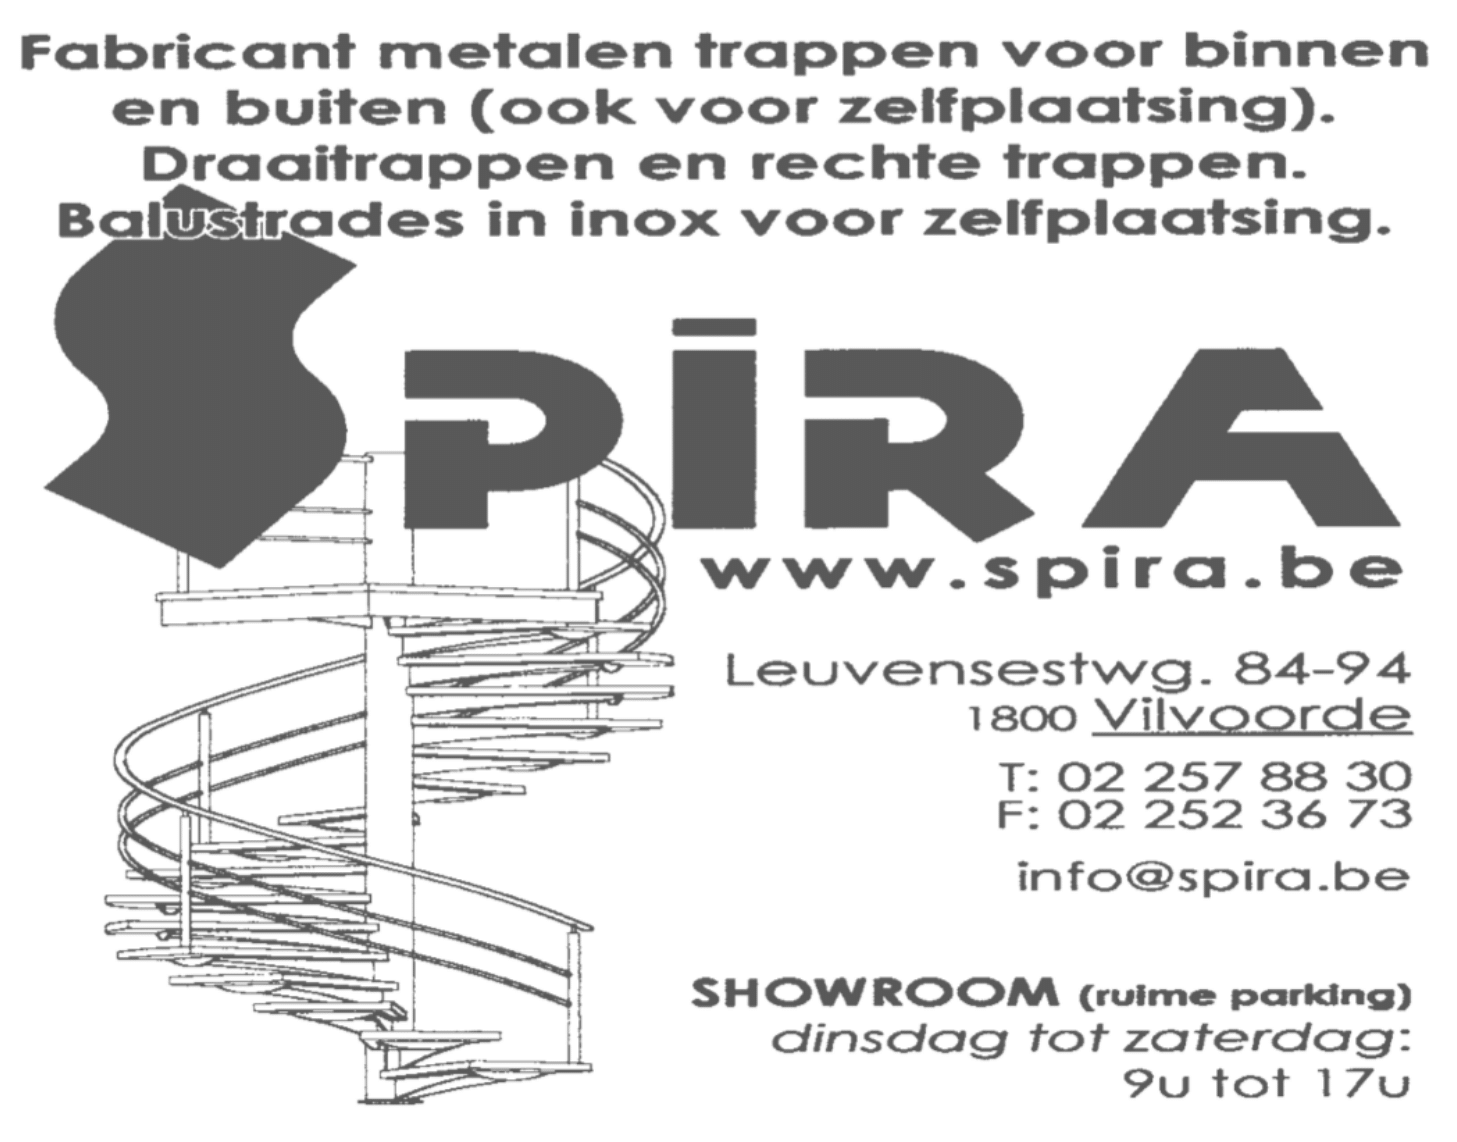 Fabricant metalen trappen voor binnen
en buiten (ook voor zelfplaatsing).
Draaitrappen en rechte trappen.
Balustrades in inox voor zelfplaatsing.
SPIRA
www.spira.be
Leuvensestwg. 84-94
1800 Vilvoorde
T: 02 257 88 30
F: 02 252 36 73
info@spira.be
SHOWROOM (ruime parking)
dinsdag tot zaterdag:
9u tot 17u